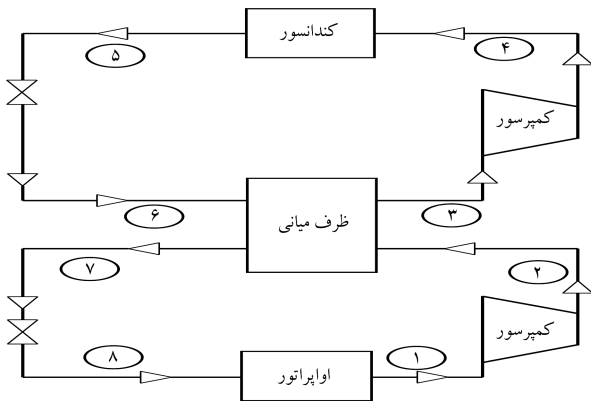 کندانسور
۵
۴
کمپرسور
ظرف میانی
۶
۳
۷
۲
کمپرسور
۸
۱
اواپراتور